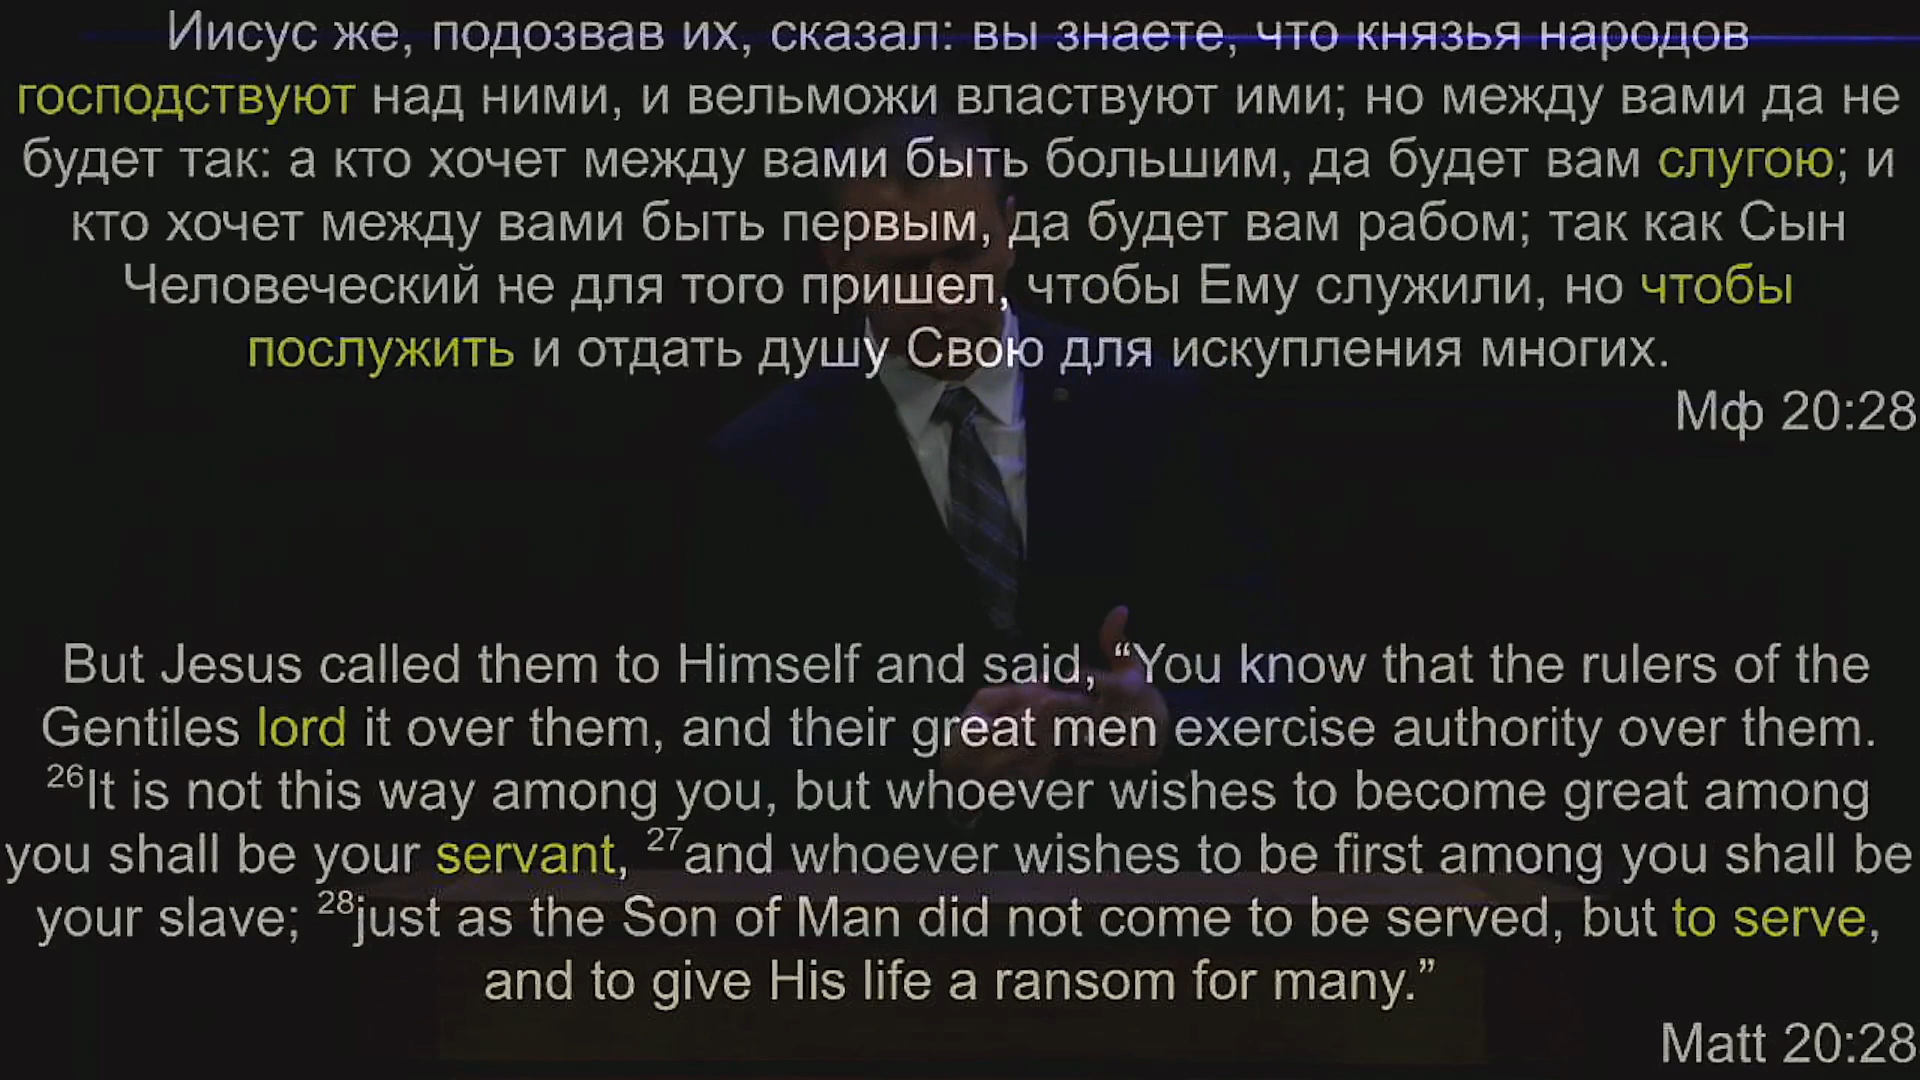 Иисус же, подозвав их, сказал: вы знаете, что князья народов
господствуют над ними, и вельможи властвуют ими; но между вами да не
будет так: а кто хочет между вами быть большим, да будет вам слугою; и
кто хочет между вами быть первым, да будет вам рабом; так как Сын
Человеческий не для того пришел, чтобы Ему служили, но чтобы
послужить и отдать душу Свою для искупления многих.
Мф 20:28
But Jesus called them to Himself and said, “You know that the rulers of the
Gentiles lord it over them, and their great men exercise authority over them.
26It is not this way among you, but whoever wishes to become great among
you shall be your servant, 27and whoever wishes to be first among you shall be
your slave; 28just as the Son of Man did not come to be served, but to serve,
and to give His life a ransom for many.”
Matt 20:28